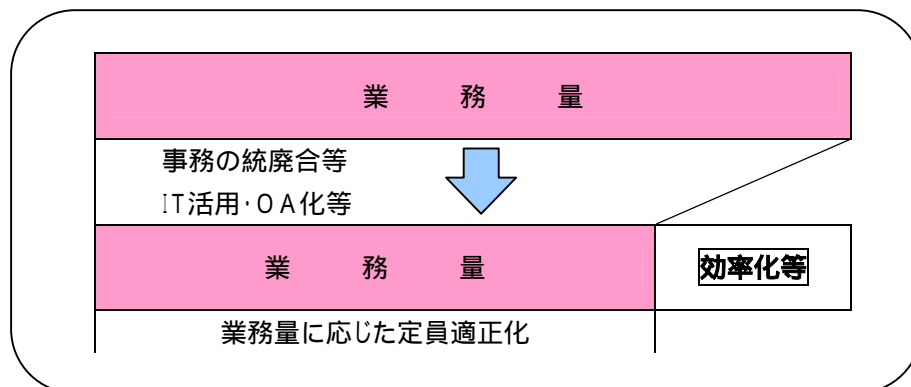 業　務　量
事務の統廃合等
IT活用・OA化等
業　務　量
効率化等
業務量に応じた定員適正化